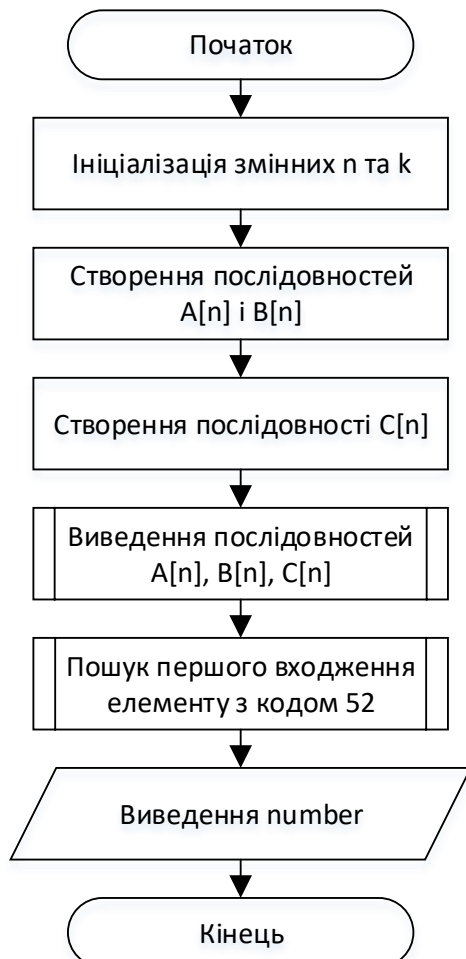 Початок
Ініціалізація змінних n та k
Створення послідовностей
A[n] і B[n]
Створення послідовності C[n]
Виведення послідовностей
A[n], B[n], C[n]
Пошук першого входження
елементу з кодом 52
Виведення number
Кінець